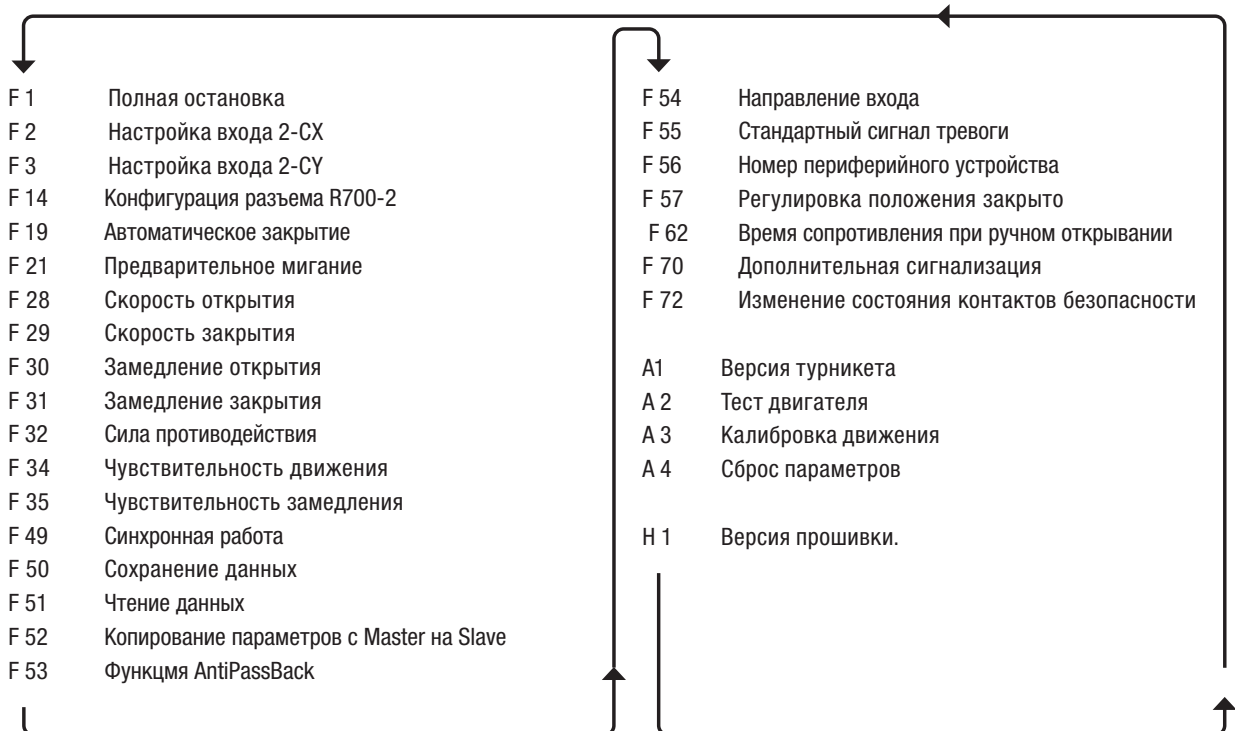 F 1 Полная остановка
F 2 Настройка входа 2-CX
F 3 Настройка входа 2-CY
F 14 Конфигурация разъема R700-2
F 19 Автоматическое закрытие
F 21 Предварительное мигание
F 28 Скорость открытия
F 29 Скорость закрытия
F 30 Замедление открытия
F 31 Замедление закрытия
F 32 Сила противодействия
F 34 Чувствительность движения
F 35 Чувствительность замедления
F 49 Синхронная работа
F 50 Сохранение данных
F 51 Чтение данных
F 52 Копирование параметров с Master на Slave
F 53 Функцмя AntiPassBack
F 54 Направление входа
F 55 Стандартный сигнал тревоги
F 56 Номер периферийного устройства
F 57 Регулировка положения закрыто
F 62 Время сопротивления при ручном открывании
F 70 Дополнительная сигнализация
F 72 Изменение состояния контактов безопасности
A1 Версия турникета
A 2 Тест двигателя
A 3 Калибровка движения
A 4 Сброс параметров
H 1 Версия прошивки.